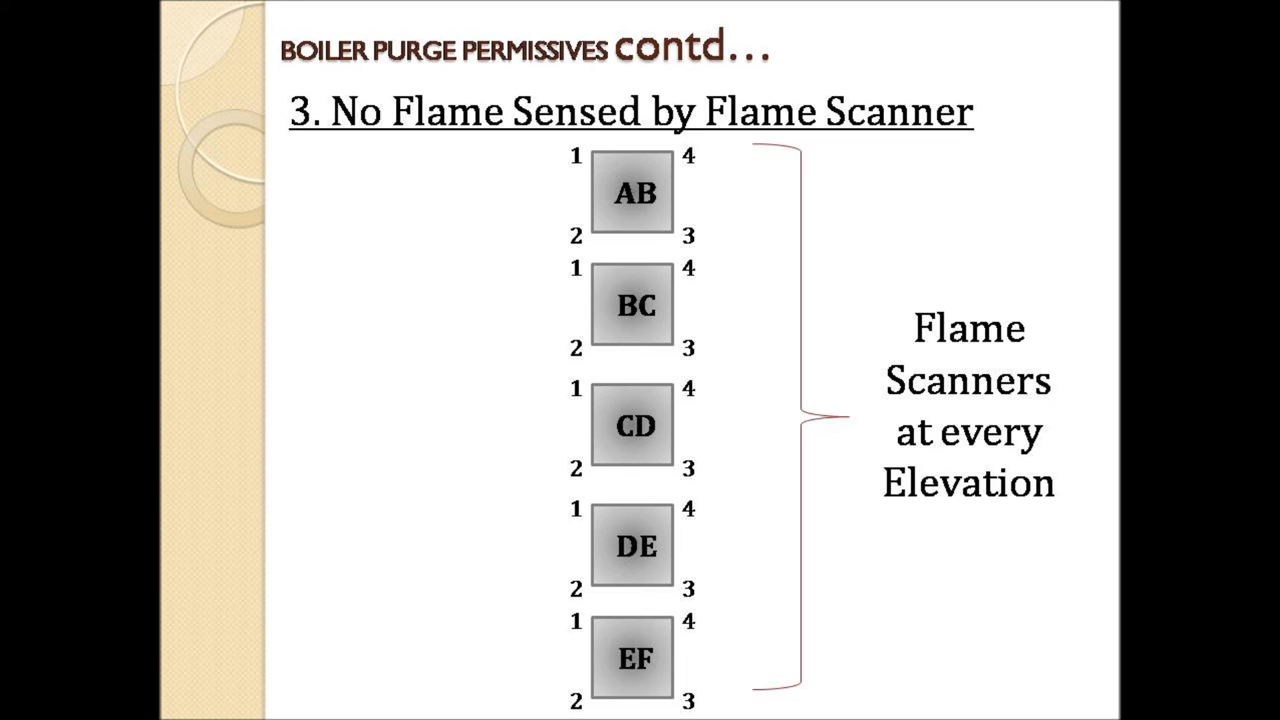 BOILER PURGE PERMISSIVES contd...
3. No Flame Sensed by Flame Scanner
1 4
AB
2 3
1 4
BC
2 3
1 4
CD
2 3
1 4
DE
2 3
1 4
EF
2 3
Flame
Scanners
at every
Elevation